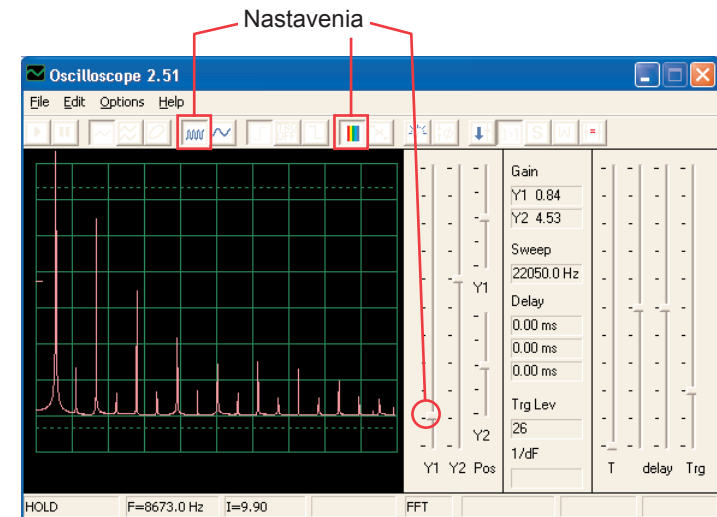 Nastavenia
Oscilloscope 2.51
File Edit Options Help
Gain
Y1 0.84
Y2 4.53
Sweep
22050.0 Hz
Y1
Delay
0.00 ms
0.00 ms
0.00 ms
Trg Lev
26
Y2
1/dF
Y1 Y2 Pos
T delay Trg
HOLD F=8673.0 Hz I=9.90 FFT